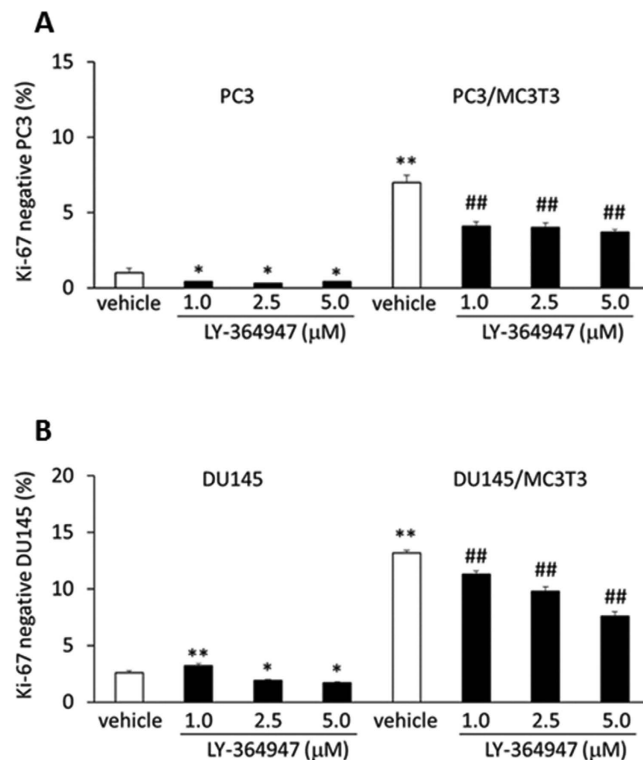 A
Ki-67 negative PC3 (%)
15
10
5
0
PC3
PC3/MC3T3
*
*
*
**
##
##
##
vehicle 1.0 2.5 5.0 vehicle 1.0 2.5 5.0
LY-364947 (μM) LY-364947 (μM)
B
Ki-67 negative DU145 (%)
20
15
10
5
0
DU145
DU145/MC3T3
**
*
*
**
##
##
##
vehicle 1.0 2.5 5.0 vehicle 1.0 2.5 5.0
LY-364947 (μM) LY-364947 (μM)